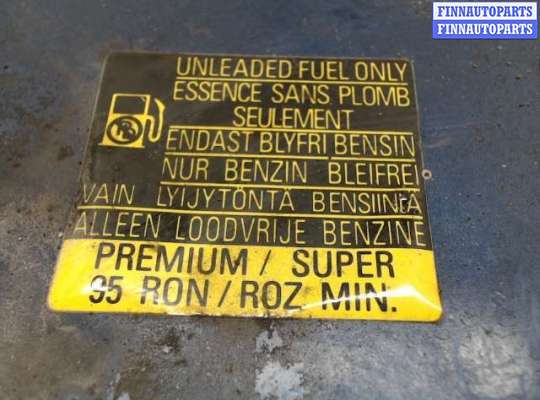 FINNAUTOPARTS
FINNAUTOPARTS
UNLEADED FUEL ONLY
ESSENCE SANS PLOMB
SEULEMENT
ENDAST BLYFRI BENSIN
NUR BENZIN BLEIFREI
VAIN LYIJYTÖNTÄ BENSIINIÄ
ALLEEN LOODVRIJE BENZINE
PREMIUM / SUPER
95 RON / ROZ MIN.